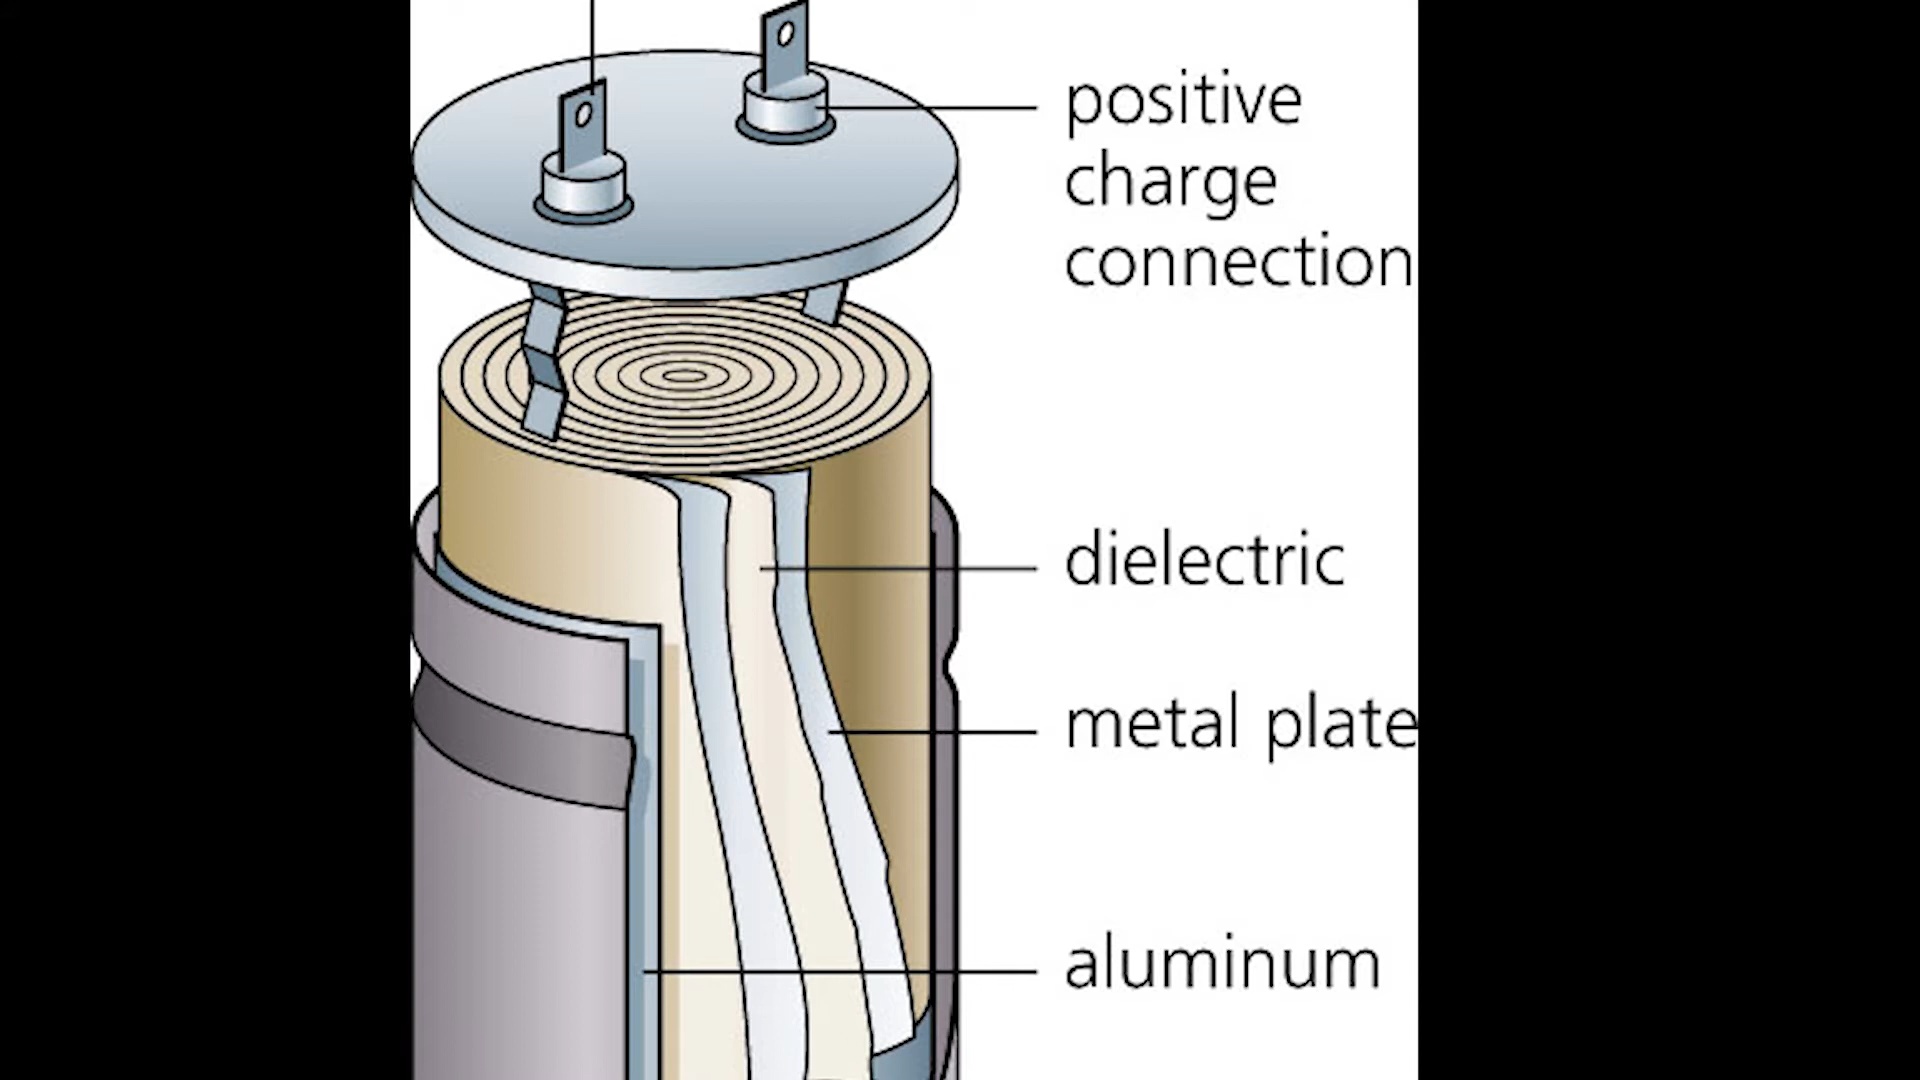 positive
charge
connection
dielectric
metal plate
aluminum